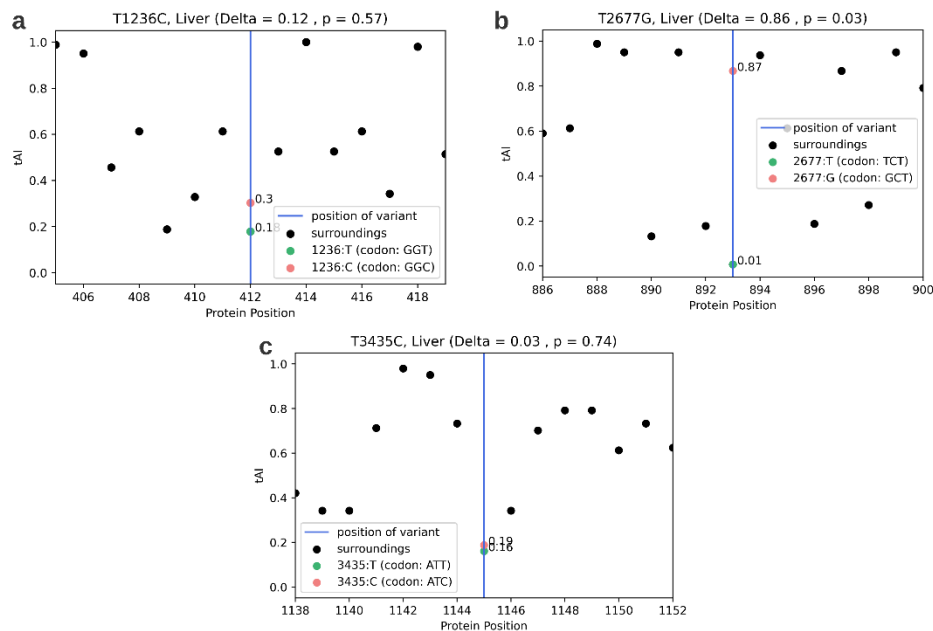 a
T1236C, Liver (Delta = 0.12 , p = 0.57)
1.0
0.8
0.6
0.4
0.2
0.0
tAI
0.3
0.18
position of variant
surroundings
1236:T (codon: GGT)
1236:C (codon: GGC)
406 408 410 412 414 416 418
Protein Position
b
T2677G, Liver (Delta = 0.86 , p = 0.03)
1.0
0.8
0.6
0.4
0.2
0.0
tAI
0.87
position of variant
surroundings
2677:T (codon: TCT)
2677:G (codon: GCT)
0.01
886 888 890 892 894 896 898 900
Protein Position
c
T3435C, Liver (Delta = 0.03 , p = 0.74)
1.0
0.8
0.6
0.4
0.2
0.0
tAI
0.19
0.16
position of variant
surroundings
3435:T (codon: ATT)
3435:C (codon: ATC)
1138 1140 1142 1144 1146 1148 1150 1152
Protein Position